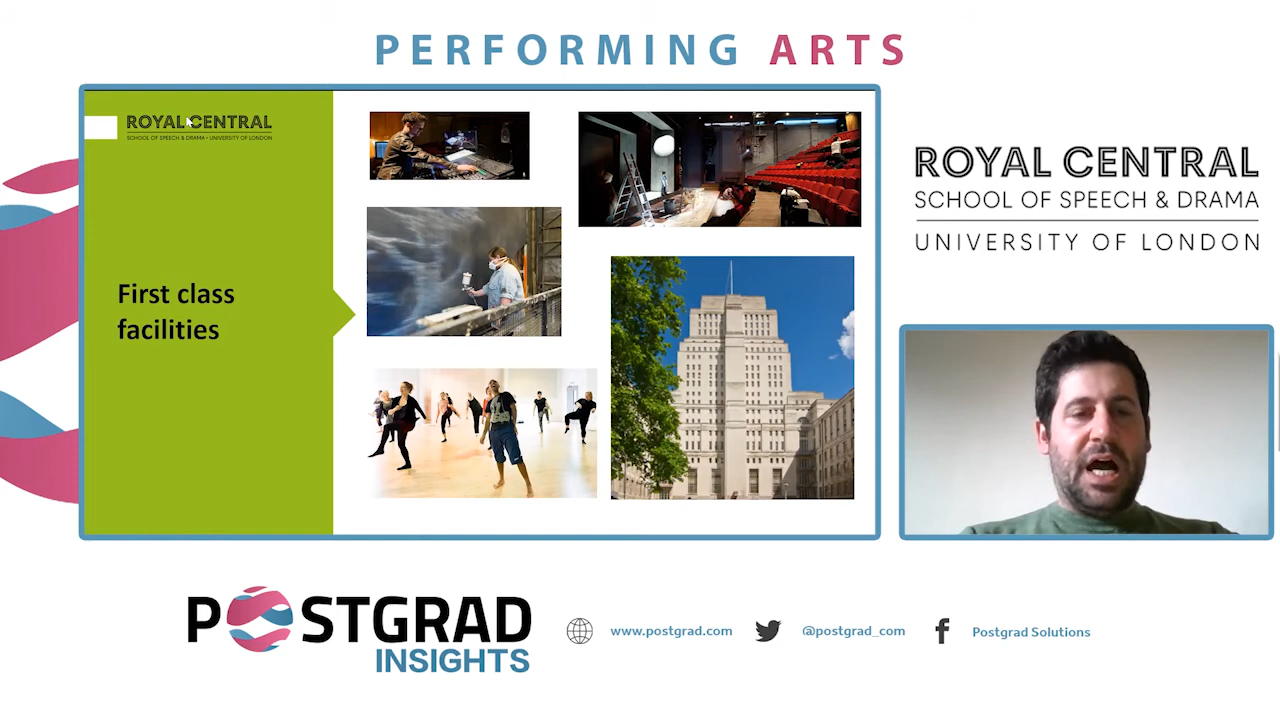 PERFORMING ARTS
ROYAL CENTRAL
SCHOOL OF SPEECH & DRAMA • UNIVERSITY OF LONDON
First class
facilities
ROYAL CENTRAL
SCHOOL OF SPEECH & DRAMA
UNIVERSITY OF LONDON
POSTGRAD
INSIGHTS
www.postgrad.com
@postgrad_com
Postgrad Solutions